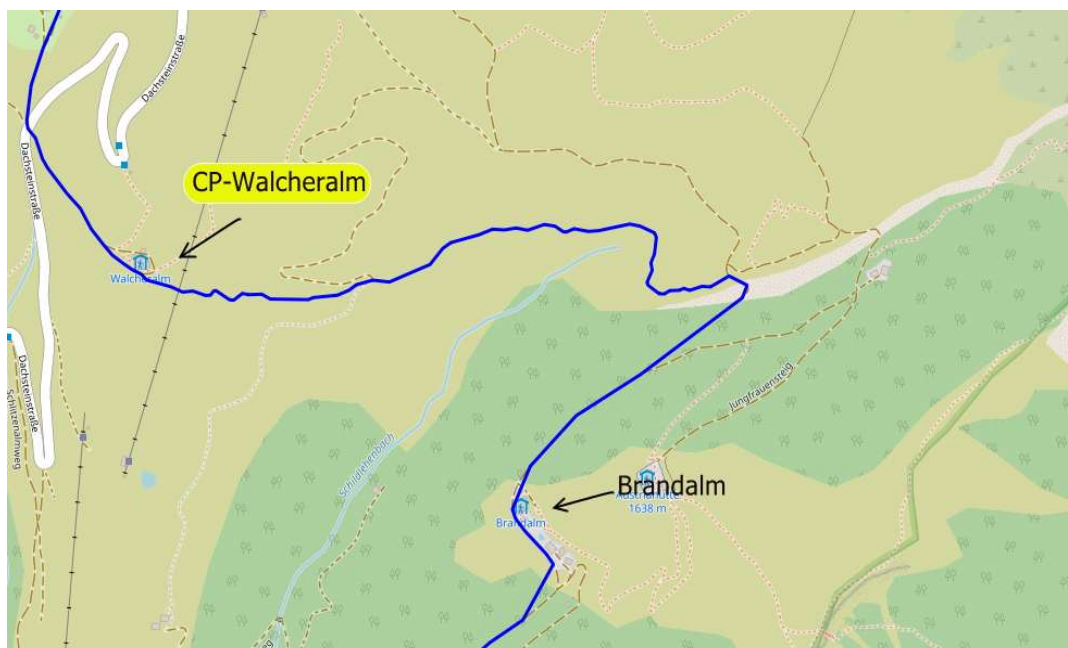 Dachsteinstraße
CP-Walcheralm
Dachsteinstraße
Walcheralm
Dachsteinstraße
Schlitzenalmweg
Jungfrauensteig
Schildlehenbach
Brandalm
Austriahütte
1638 m
Brandalm